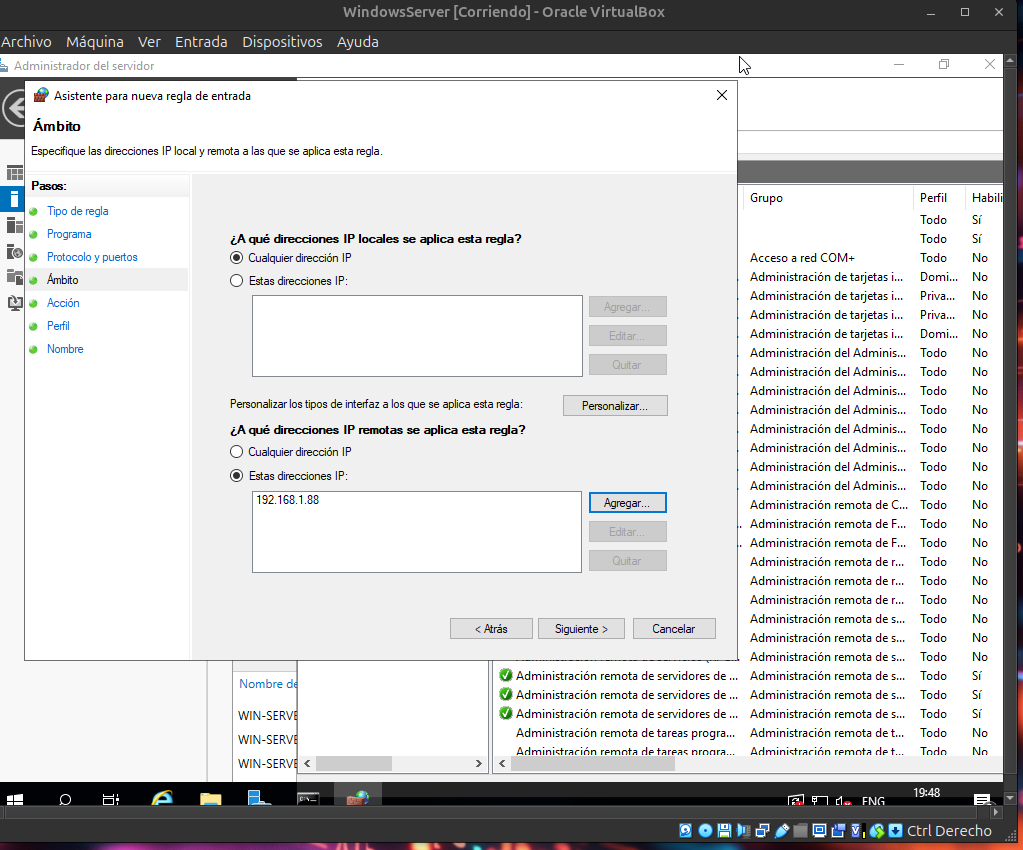 WindowsServer [Corriendo] - Oracle VirtualBox
Archivo Máquina Ver Entrada Dispositivos Ayuda
Administrador del servidor
Asistente para nueva regla de entrada
Ámbito
Especifique las direcciones IP local y remota a las que se aplica esta regla.
Pasos:
Tipo de regla
Programa
Protocolo y puertos
Ámbito
Acción
Perfil
Nombre
¿A qué direcciones IP locales se aplica esta regla?
Cualquier dirección IP
Estas direcciones IP:
Agregar...
Editar...
Quitar
Personalizar los tipos de interfaz a los que se aplica esta regla:
Personalizar...
¿A qué direcciones IP remotas se aplica esta regla?
Cualquier dirección IP
Estas direcciones IP:
192.168.1.88
Agregar...
Editar...
Quitar
< Atrás
Siguiente >
Cancelar
Grupo Perfil Habili
Todo Sí
Todo Sí
Acceso a red COM+ Todo No
Administración de tarjetas i... Domi... No
Administración de tarjetas i... Priva... No
Administración de tarjetas i... Priva... No
Administración de tarjetas i... Domi... No
Administración del Adminis... Todo No
Administración del Adminis... Todo No
Administración del Adminis... Todo No
Administración del Adminis... Todo No
Administración del Adminis... Todo No
Administración del Adminis... Todo No
Administración del Adminis... Todo No
Administración del Adminis... Todo No
Administración remota de C... Todo No
Administración remota de F... Todo No
Administración remota de F... Todo No
Administración remota de r... Todo No
Administración remota de r... Todo No
Administración remota de r... Todo No
Administración remota de s... Todo No
Administración remota de s... Todo No
Administración remota de s... Todo No
Administración remota de servidores de ... Administración remota de s... Todo Sí
Administración remota de servidores de ... Administración remota de s... Todo Sí
Administración remota de servidores de ... Administración remota de s... Todo Sí
Administración remota de tareas progra... Administración remota de t... Todo No
Administración remota de tareas progra... Administración remota de t... Todo No
Nombre de
WIN-SERVE
WIN-SERVE
WIN-SERVE
ENG
19:48
Ctrl Derecho